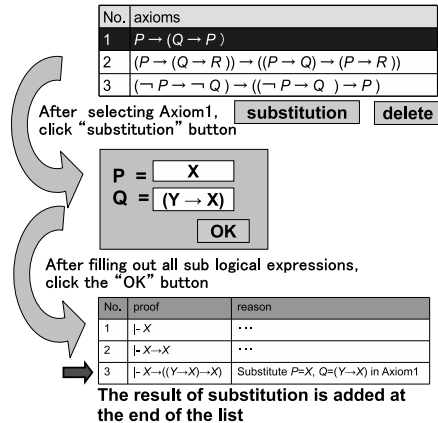 No. axioms
1 P → (Q → P )
2 (P → (Q → R )) → ((P → Q) → (P → R ))
3 (¬ P → ¬ Q ) → ((¬ P → Q ) → P )
After selecting Axiom1,
click “substitution” button
substitution delete
P = X
Q = (Y → X)
OK
After filling out all sub logical expressions,
click the “OK” button
No. proof reason
1 |- X ···
2 |- X→X ···
3 |- X→((Y→X)→X) Substitute P=X, Q=(Y→X) in Axiom1
The result of substitution is added at
the end of the list